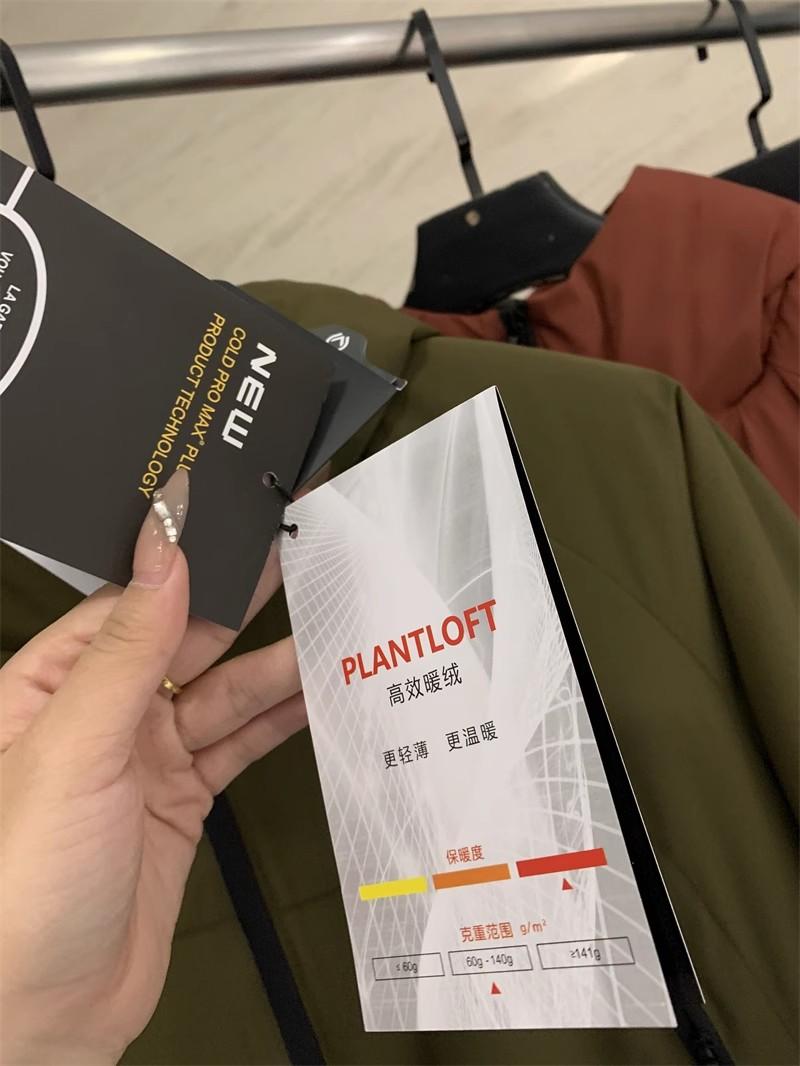 NEW
COLD PRO MAX® PLU
PRODUCT TECHNOLOGY
PLANTLOFT
高效暖绒
更轻薄 更温暖
保暖度
克重范围 g/m²
≤60g 60g-140g ≥141g